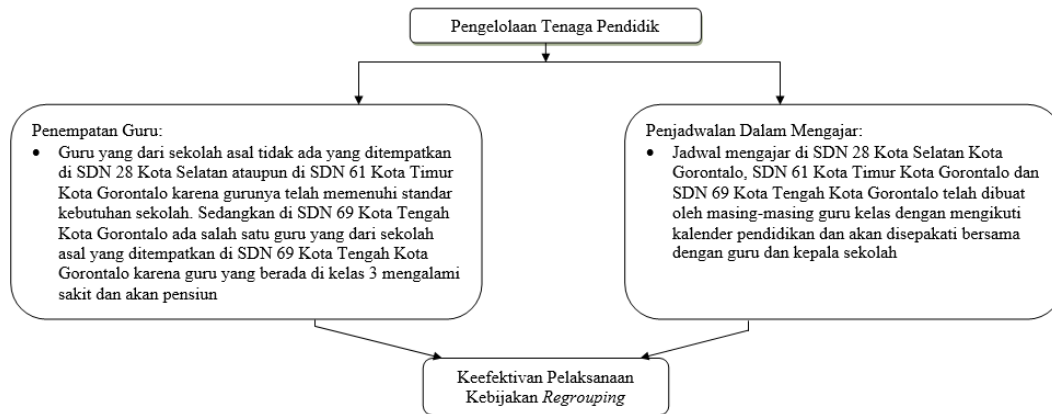 Pengelolaan Tenaga Pendidik
Penempatan Guru:
• Guru yang dari sekolah asal tidak ada yang ditempatkan
di SDN 28 Kota Selatan ataupun di SDN 61 Kota Timur
Kota Gorontalo karena gurunya telah memenuhi standar
kebutuhan sekolah. Sedangkan di SDN 69 Kota Tengah
Kota Gorontalo ada salah satu guru yang dari sekolah
asal yang ditempatkan di SDN 69 Kota Tengah Kota
Gorontalo karena guru yang berada di kelas 3 mengalami
sakit dan akan pensiun
Penjadwalan Dalam Mengajar:
• Jadwal mengajar di SDN 28 Kota Selatan Kota
Gorontalo, SDN 61 Kota Timur Kota Gorontalo dan
SDN 69 Kota Tengah Kota Gorontalo telah dibuat
oleh masing-masing guru kelas dengan mengikuti
kalender pendidikan dan akan disepakati bersama
dengan guru dan kepala sekolah
Keefektivan Pelaksanaan
Kebijakan Regrouping